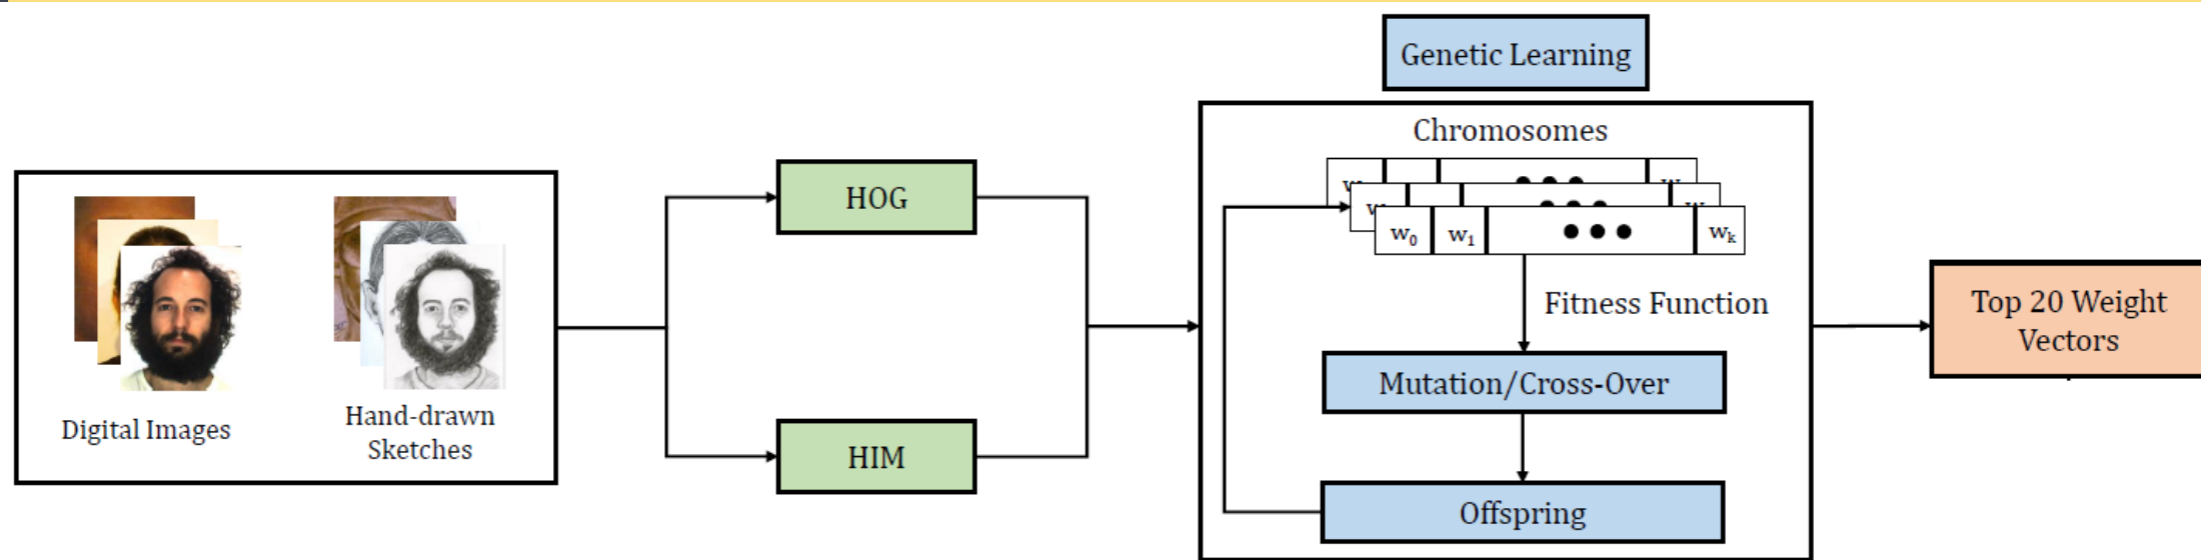 Genetic Learning
Chromosomes
w
w
w
w
w₀ w₁ ••• wₖ
HOG
Fitness Function
Top 20 Weight
Vectors
Mutation/Cross-Over
Digital Images
Hand-drawn
Sketches
HIM
Offspring